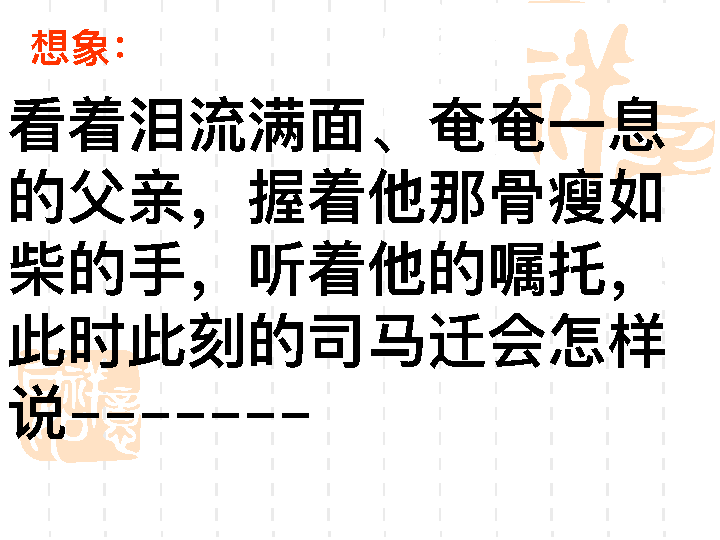 想象：
看着泪流满面、奄奄一息
的父亲，握着他那骨瘦如
柴的手，听着他的嘱托，
此时此刻的司马迁会怎样
说-------